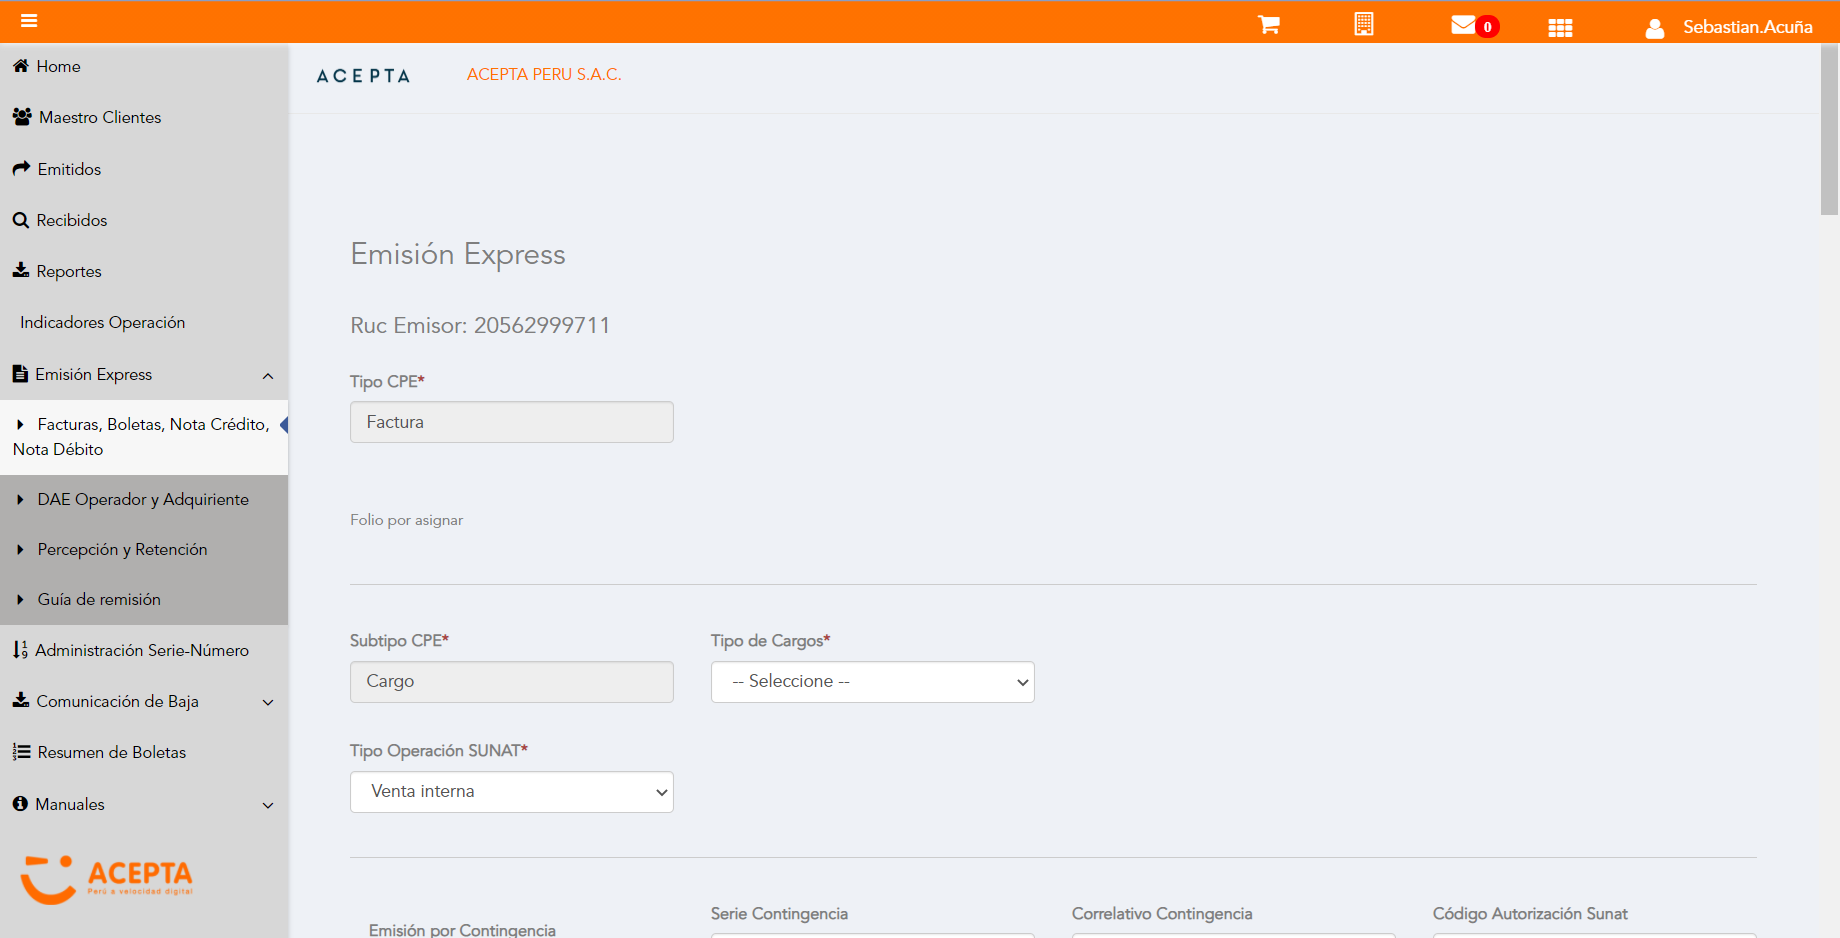 0
Sebastian.Acuña
Home
Maestro Clientes
Emitidos
Recibidos
Reportes
Indicadores Operación
Emisión Express
Facturas, Boletas, Nota Crédito,
Nota Débito
DAE Operador y Adquiriente
Percepción y Retención
Guía de remisión
Administración Serie-Número
Comunicación de Baja
Resumen de Boletas
Manuales
ACEPTA
Perú a velocidad digital
ACEPTA
ACEPTA PERU S.A.C.
Emisión Express
Ruc Emisor: 20562999711
Tipo CPE*
Factura
Folio por asignar
Subtipo CPE*
Tipo de Cargos*
Cargo
-- Seleccione --
Tipo Operación SUNAT*
Venta interna
Emisión por Contingencia
Serie Contingencia
Correlativo Contingencia
Código Autorización Sunat